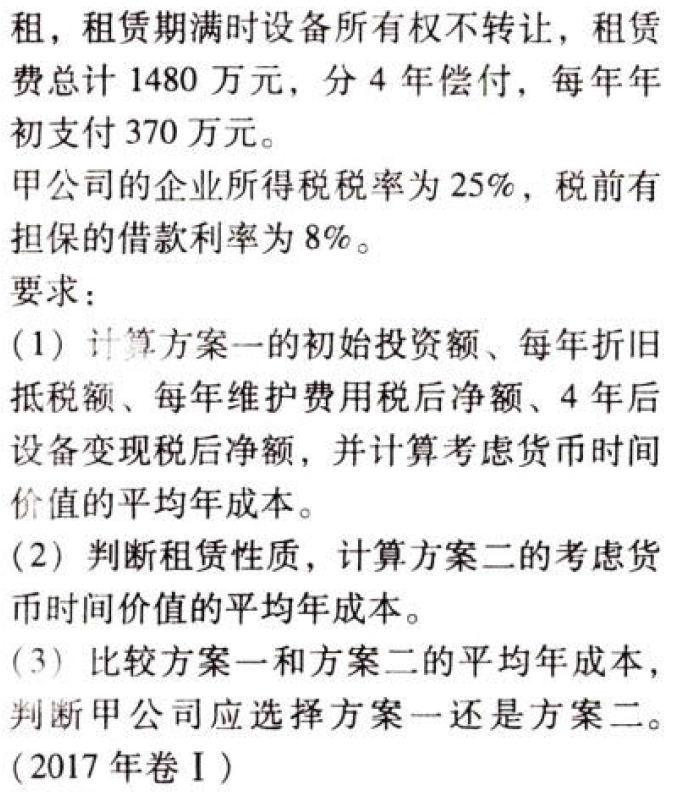 租，租赁期满时设备所有权不转让，租赁
费总计 1480 万元，分 4 年偿付，每年年
初支付 370 万元。
甲公司的企业所得税税率为 25%，税前有
担保的借款利率为 8%。
要求：
(1) 计算方案一的初始投资额、每年折旧
抵税额、每年维护费用税后净额、4 年后
设备变现税后净额，并计算考虑货币时间
价值的平均年成本。
(2) 判断租赁性质，计算方案二的考虑货
币时间价值的平均年成本。
(3) 比较方案一和方案二的平均年成本，
判断甲公司应选择方案一还是方案二。
(2017 年卷Ⅰ)